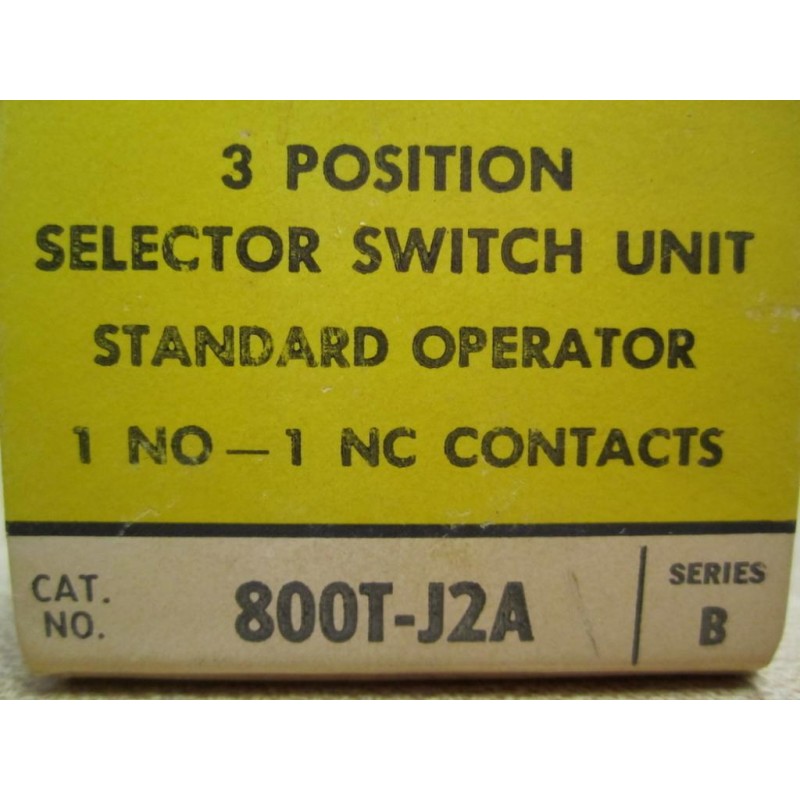 3 POSITION
SELECTOR SWITCH UNIT
STANDARD OPERATOR
1 NO — 1 NC CONTACTS
CAT. NO. 800T-J2A SERIES B